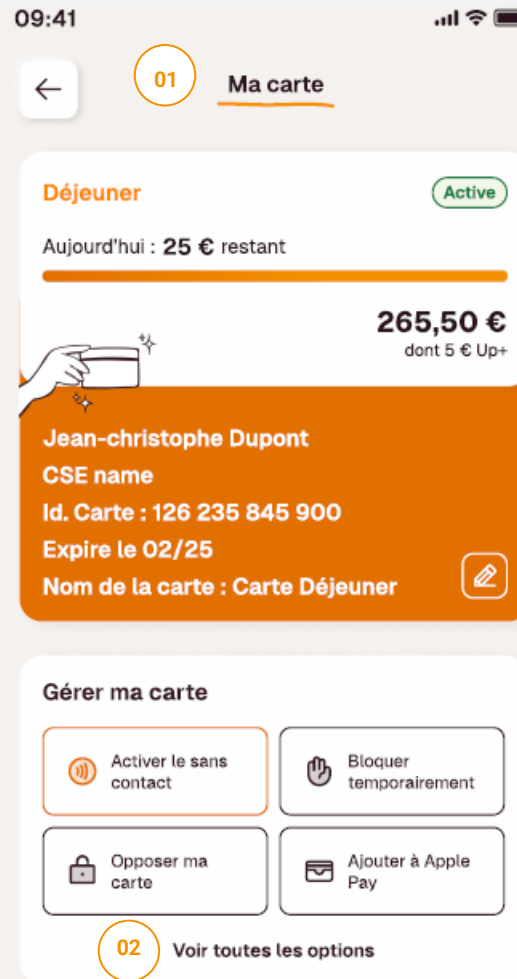 09:41
01
Ma carte
Déjeuner
Active
Aujourd'hui : 25 € restant
265,50 €
dont 5 € Up+
Jean-christophe Dupont
CSE name
Id. Carte : 126 235 845 900
Expire le 02/25
Nom de la carte : Carte Déjeuner
Gérer ma carte
Activer le sans
contact
Bloquer
temporairement
Opposer ma
carte
Ajouter à Apple
Pay
02
Voir toutes les options